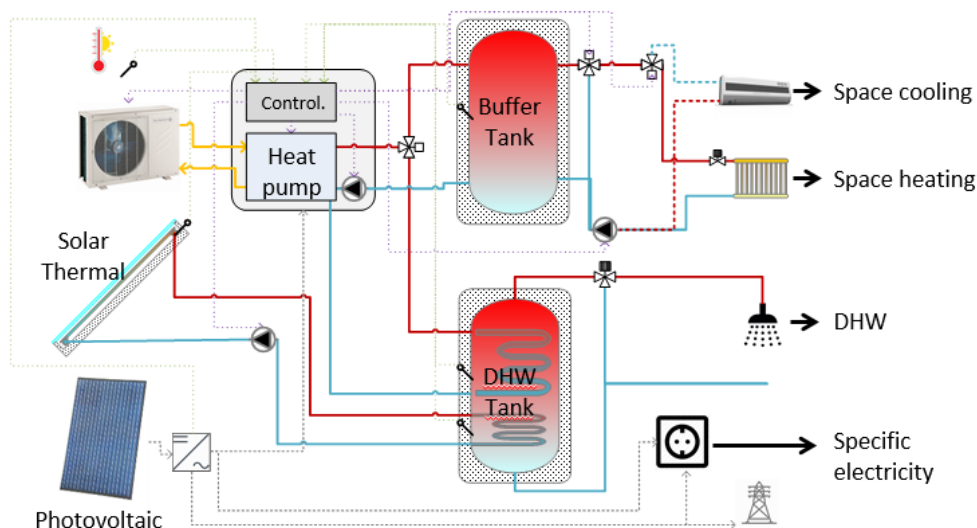 Control.
Heat
pump
Buffer
Tank
Space cooling
Space heating
Solar
Thermal
DHW
Tank
DHW
Specific
electricity
Photovoltaic